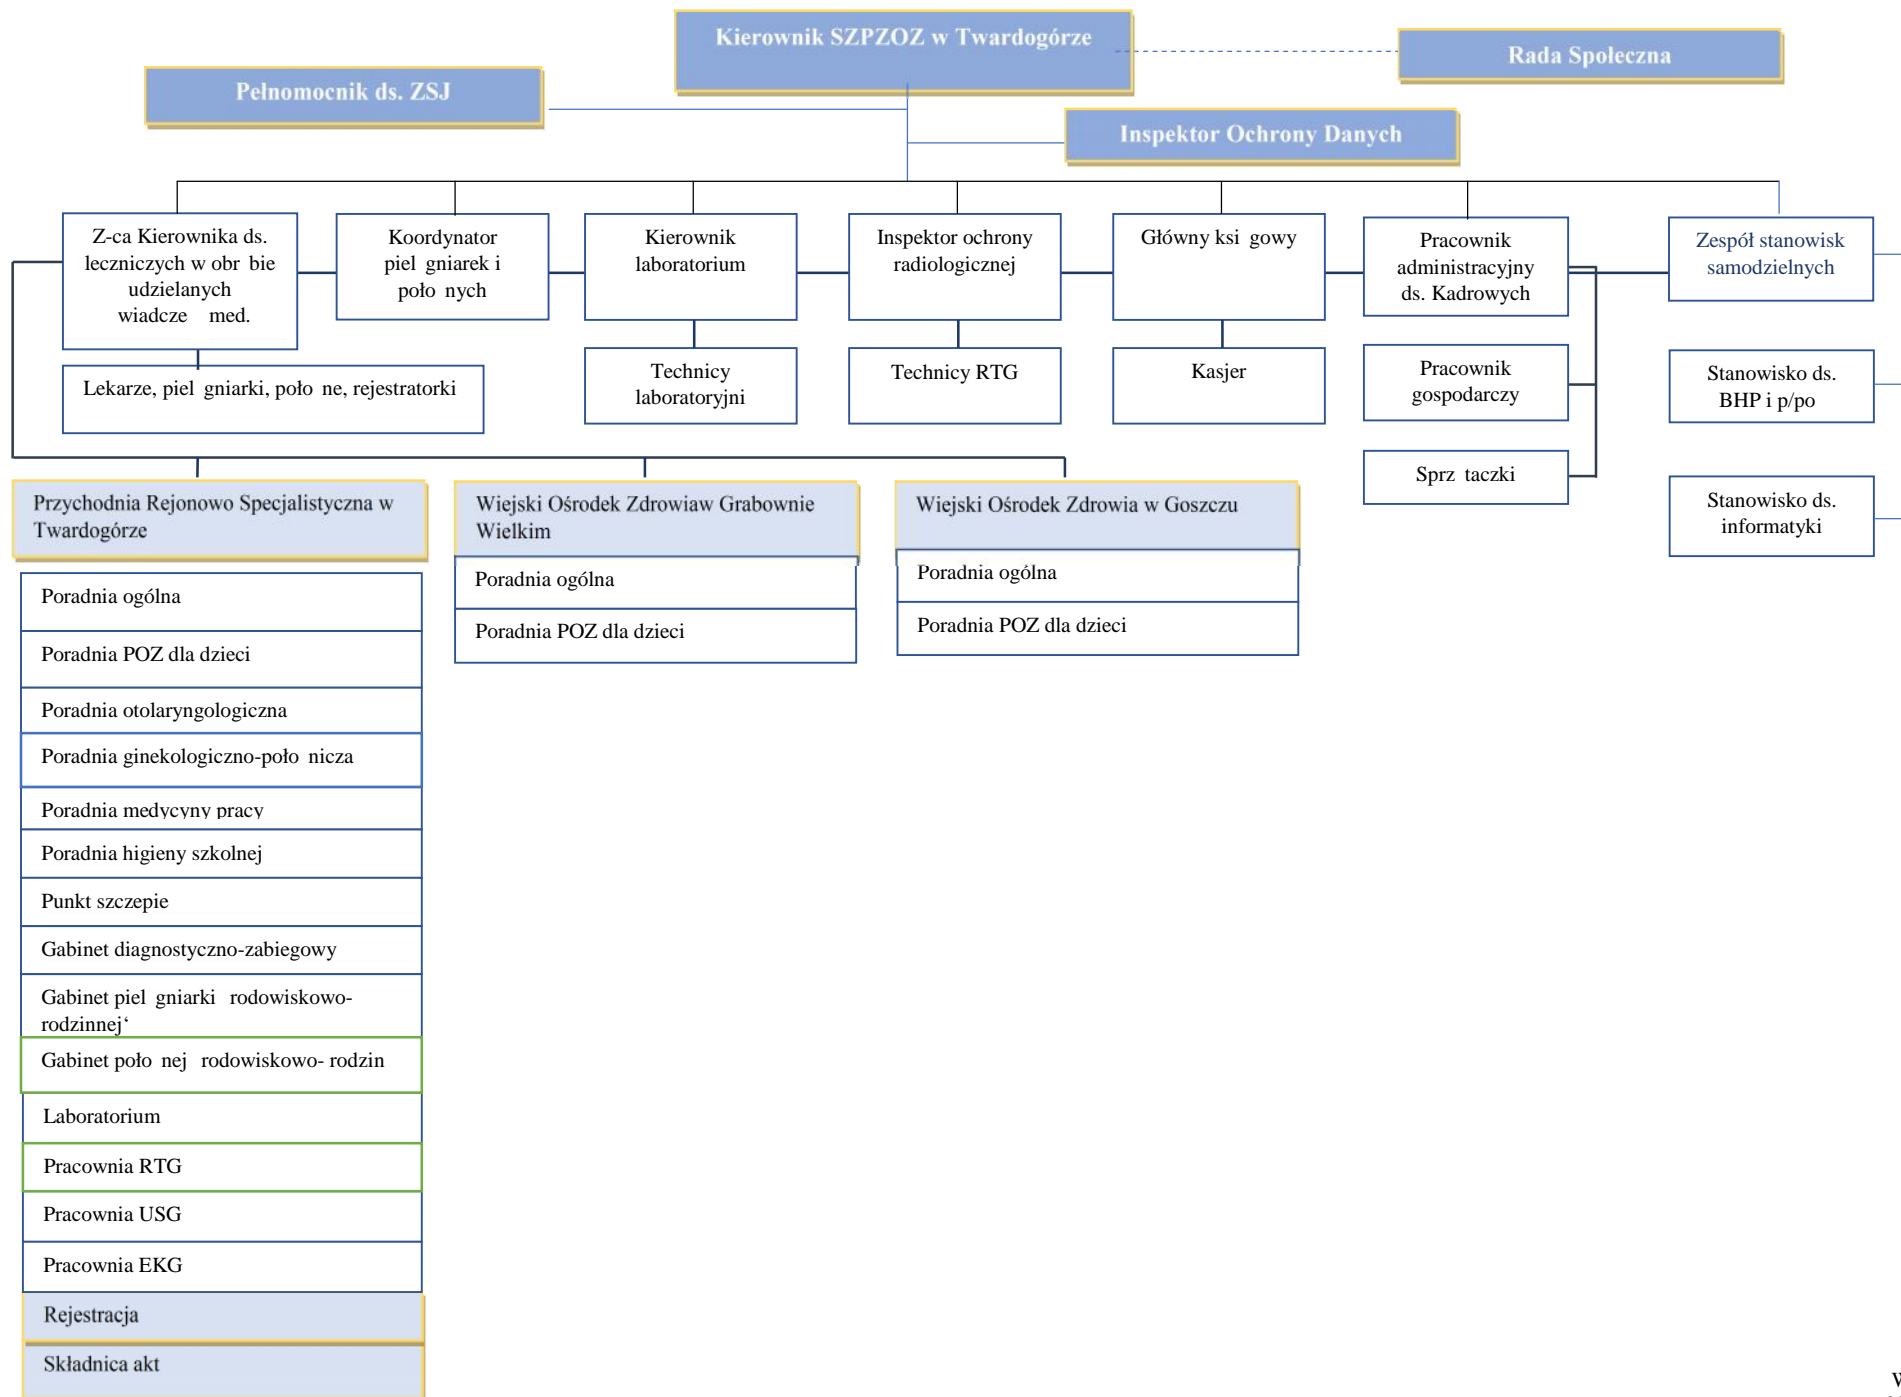 Kierownik SZPZOZ w Twardogórze
Rada Społeczna
Pełnomocnik ds. ZSJ
Inspektor Ochrony Danych
Z-ca Kierownika ds.
leczniczych w obr bie
udzielanych
wiadcze med.
Koordynator
piel gniarek i
poło nych
Kierownik
laboratorium
Inspektor ochrony
radiologicznej
Główny ksi gowy
Pracownik
administracyjny
ds. Kadrowych
Zespół stanowisk
samodzielnych
Lekarze, piel gniarki, poło ne, rejestratorki
Technicy
laboratoryjni
Technicy RTG
Kasjer
Pracownik
gospodarczy
Stanowisko ds.
BHP i p/po
Sprz taczki
Stanowisko ds.
informatyki
Przychodnia Rejonowo Specjalistyczna w
Twardogórze
Poradnia ogólna
Poradnia POZ dla dzieci
Poradnia otolaryngologiczna
Poradnia ginekologiczno-poło nicza
Poradnia medycyny pracy
Poradnia higieny szkolnej
Punkt szczepie
Gabinet diagnostyczno-zabiegowy
Gabinet piel gniarki rodowiskowo-
rodzinnej‘
Gabinet poło nej rodowiskowo- rodzin
Laboratorium
Pracownia RTG
Pracownia USG
Pracownia EKG
Rejestracja
Składnica akt
Wiejski Ośrodek Zdrowiaw Grabownie
Wielkim
Poradnia ogólna
Poradnia POZ dla dzieci
Wiejski Ośrodek Zdrowia w Goszczu
Poradnia ogólna
Poradnia POZ dla dzieci